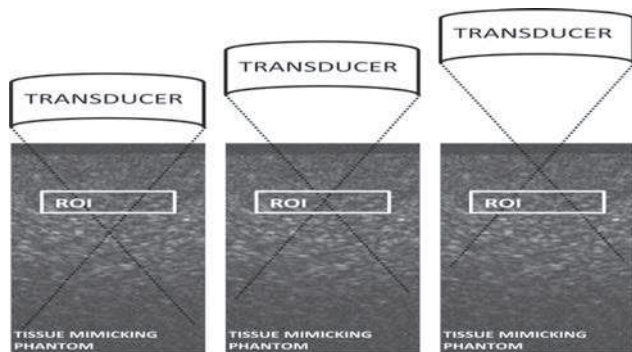 TRANSDUCER
TRANSDUCER
TRANSDUCER
ROI
ROI
ROI
TISSUE MIMICKING
PHANTOM
TISSUE MIMICKING
PHANTOM
TISSUE MIMICKING
PHANTOM